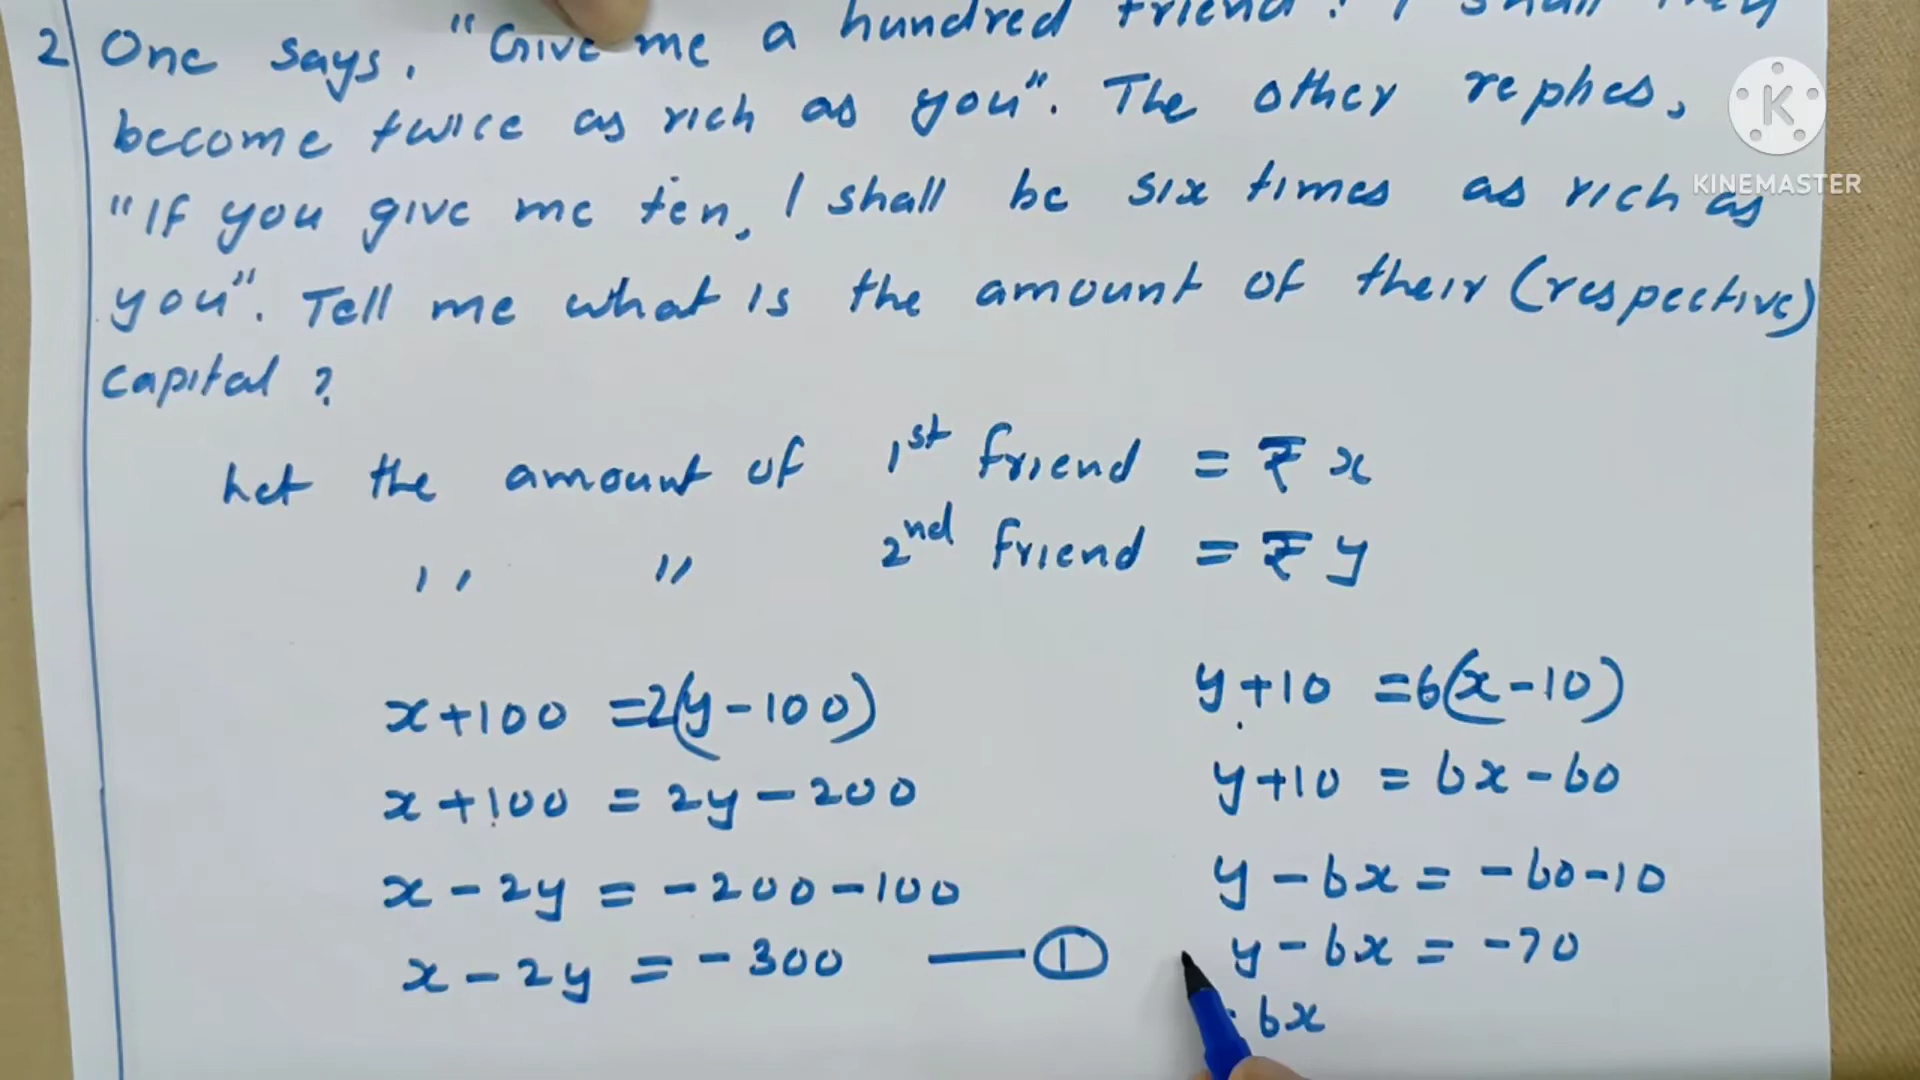 2 One says, "Give me a hundred friend! I shall they
become twice as rich as you". The other rephes,
"If you give me ten, I shall be six times as rich as
you". Tell me what is the amount of their (respective)
capital ?
Let the amount of 1st friend = ₹ x
,, ,, 2nd friend = ₹ y
x+100 = 2(y-100)
x+100 = 2y-200
x-2y = -200-100
x-2y = -300 — ①
y+10 = 6(x-10)
y+10 = 6x-60
y-6x = -60-10
y-6x = -70
6x
K
KINEMASTER